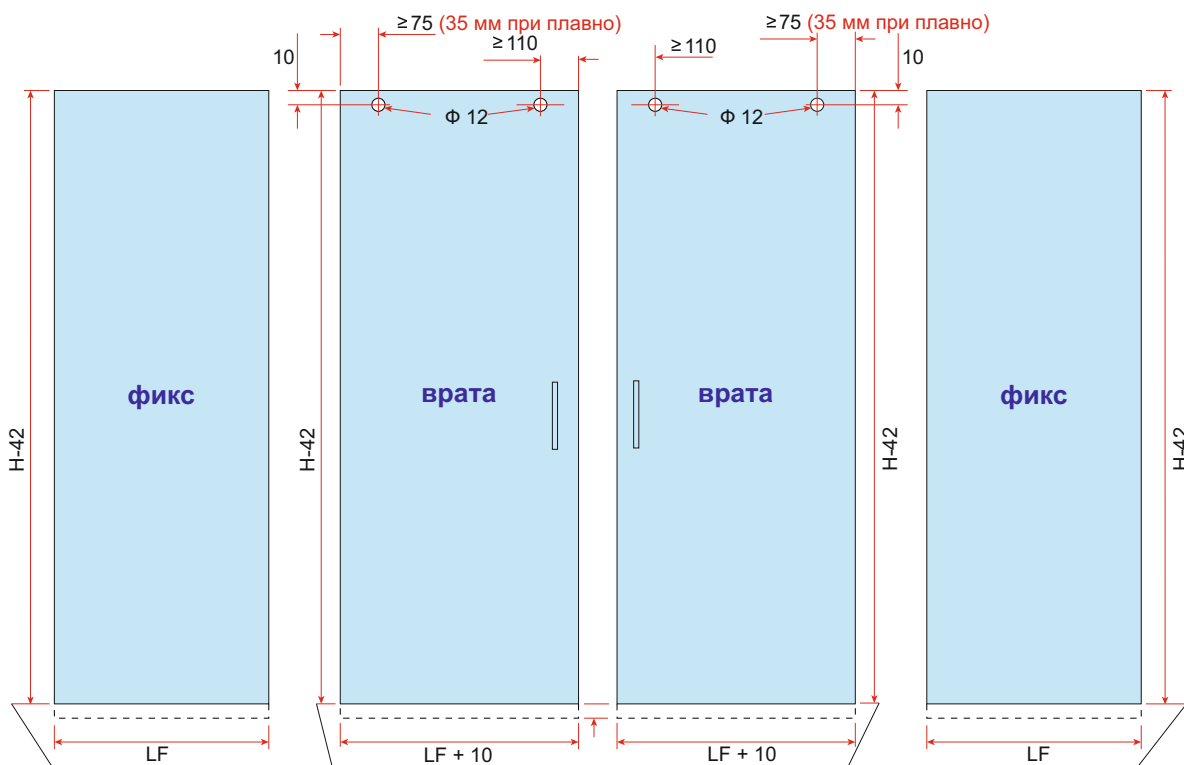 ≥75 (35 мм при плавно)
≥75 (35 мм при плавно)
≥110
≥110
10
10
Ф 12
Ф 12
фикс
врата
врата
фикс
H-42
H-42
H-42
H-42
LF
LF + 10
LF + 10
LF